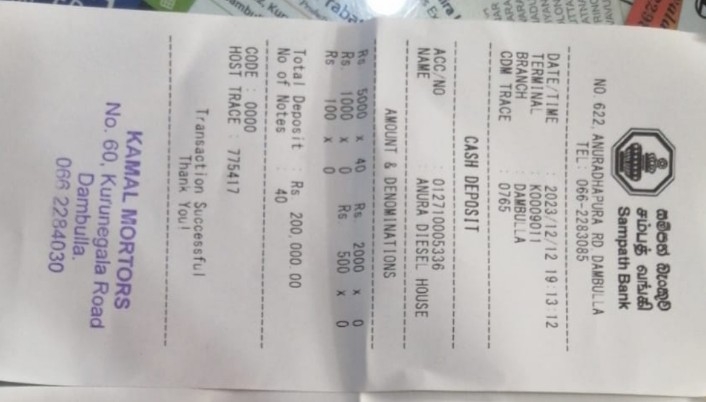 සම්පත් බැංකුව
சம்பத் வங்கி
Sampath Bank
NO 622, ANURADHAPURA RD DAMBULLA
TEL: 066-2283085
DATE/TIME : 2023/12/12 19:13:12
TERMINAL : K0009011
BRANCH : DAMBULLA
CDM TRACE : 0765
CASH DEPOSIT
ACC/NO : 012710005336
NAME : ANURA DIESEL HOUSE
AMOUNT & DENOMINATIONS
Rs 5000 x 40 Rs 2000 x 0
Rs 1000 x 0 Rs 500 x 0
Rs 100 x 0
Total Deposit : Rs 200,000.00
No of Notes : 40
CODE : 0000
HOST TRACE : 775417
Transaction Successful
Thank You!
KAMAL MORTORS
No. 60, Kurunegala Road
Dambulla.
066 2284030